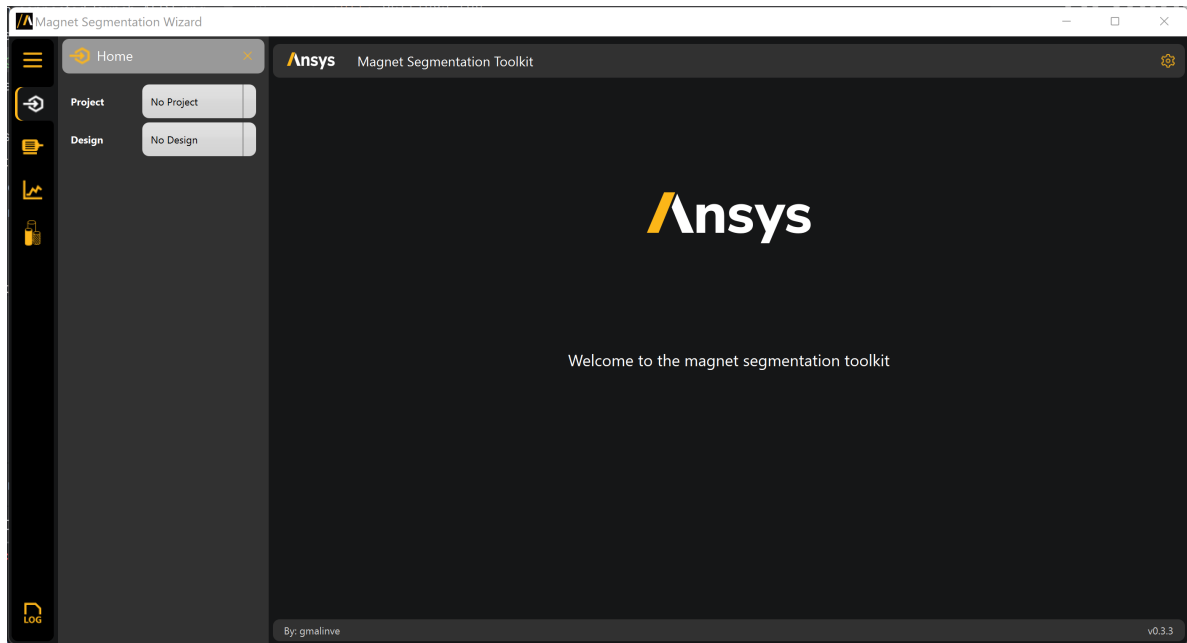 Magnet Segmentation Wizard
Home
Ansys Magnet Segmentation Toolkit
Project No Project
Design No Design
Ansys
Welcome to the magnet segmentation toolkit
LOG
By: gmalinve v0.3.3